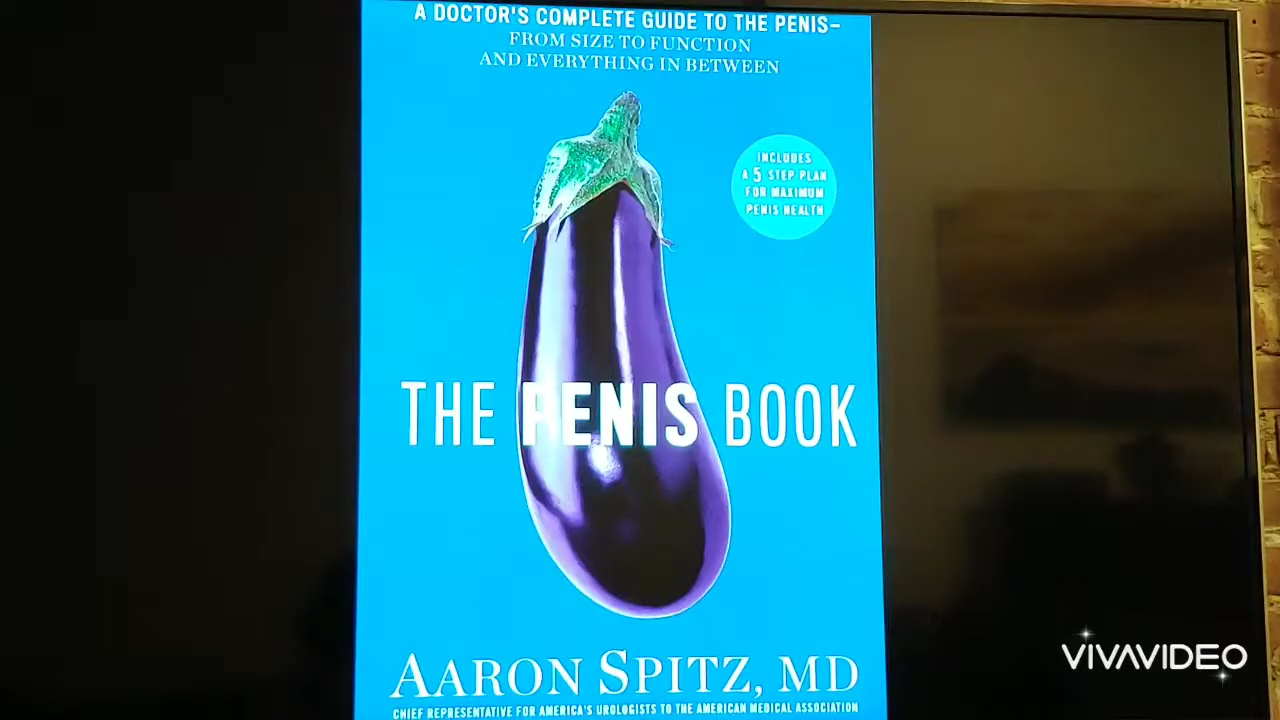 A DOCTOR'S COMPLETE GUIDE TO THE PENIS–
FROM SIZE TO FUNCTION
AND EVERYTHING IN BETWEEN
INCLUDES
A 5 STEP PLAN
FOR MAXIMUM
PENIS HEALTH
THE PENIS BOOK
AARON SPITZ, MD
CHIEF REPRESENTATIVE FOR AMERICA'S UROLOGISTS TO THE AMERICAN MEDICAL ASSOCIATION
VIVAVIDEO